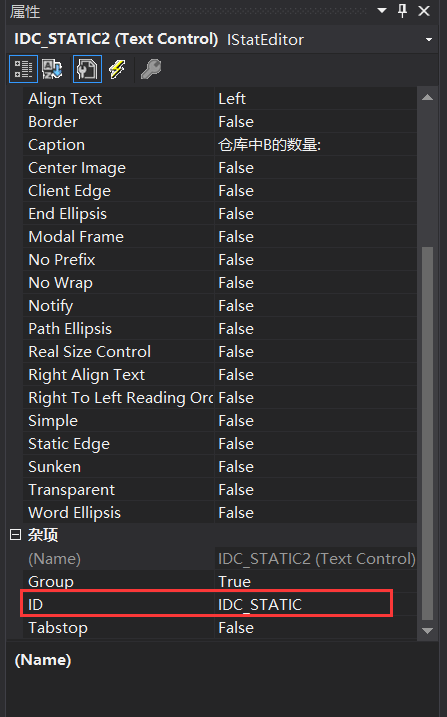 属性
IDC_STATIC2 (Text Control) IStatEditor
Align Text Left
Border False
Caption 仓库中B的数量:
Center Image False
Client Edge False
End Ellipsis False
Modal Frame False
No Prefix False
No Wrap False
Notify False
Path Ellipsis False
Real Size Control False
Right Align Text False
Right To Left Reading Orc False
Simple False
Static Edge False
Sunken False
Transparent False
Word Ellipsis False
杂项
(Name) IDC_STATIC2 (Text Control)
Group True
ID IDC_STATIC
Tabstop False
(Name)